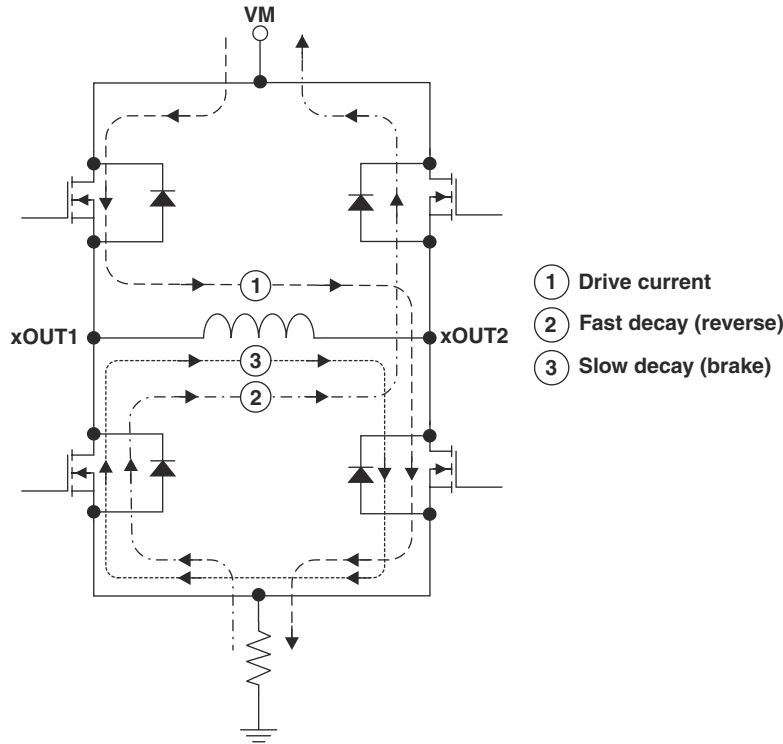 VM
1
xOUT1
xOUT2
3
2
1 Drive current
2 Fast decay (reverse)
3 Slow decay (brake)